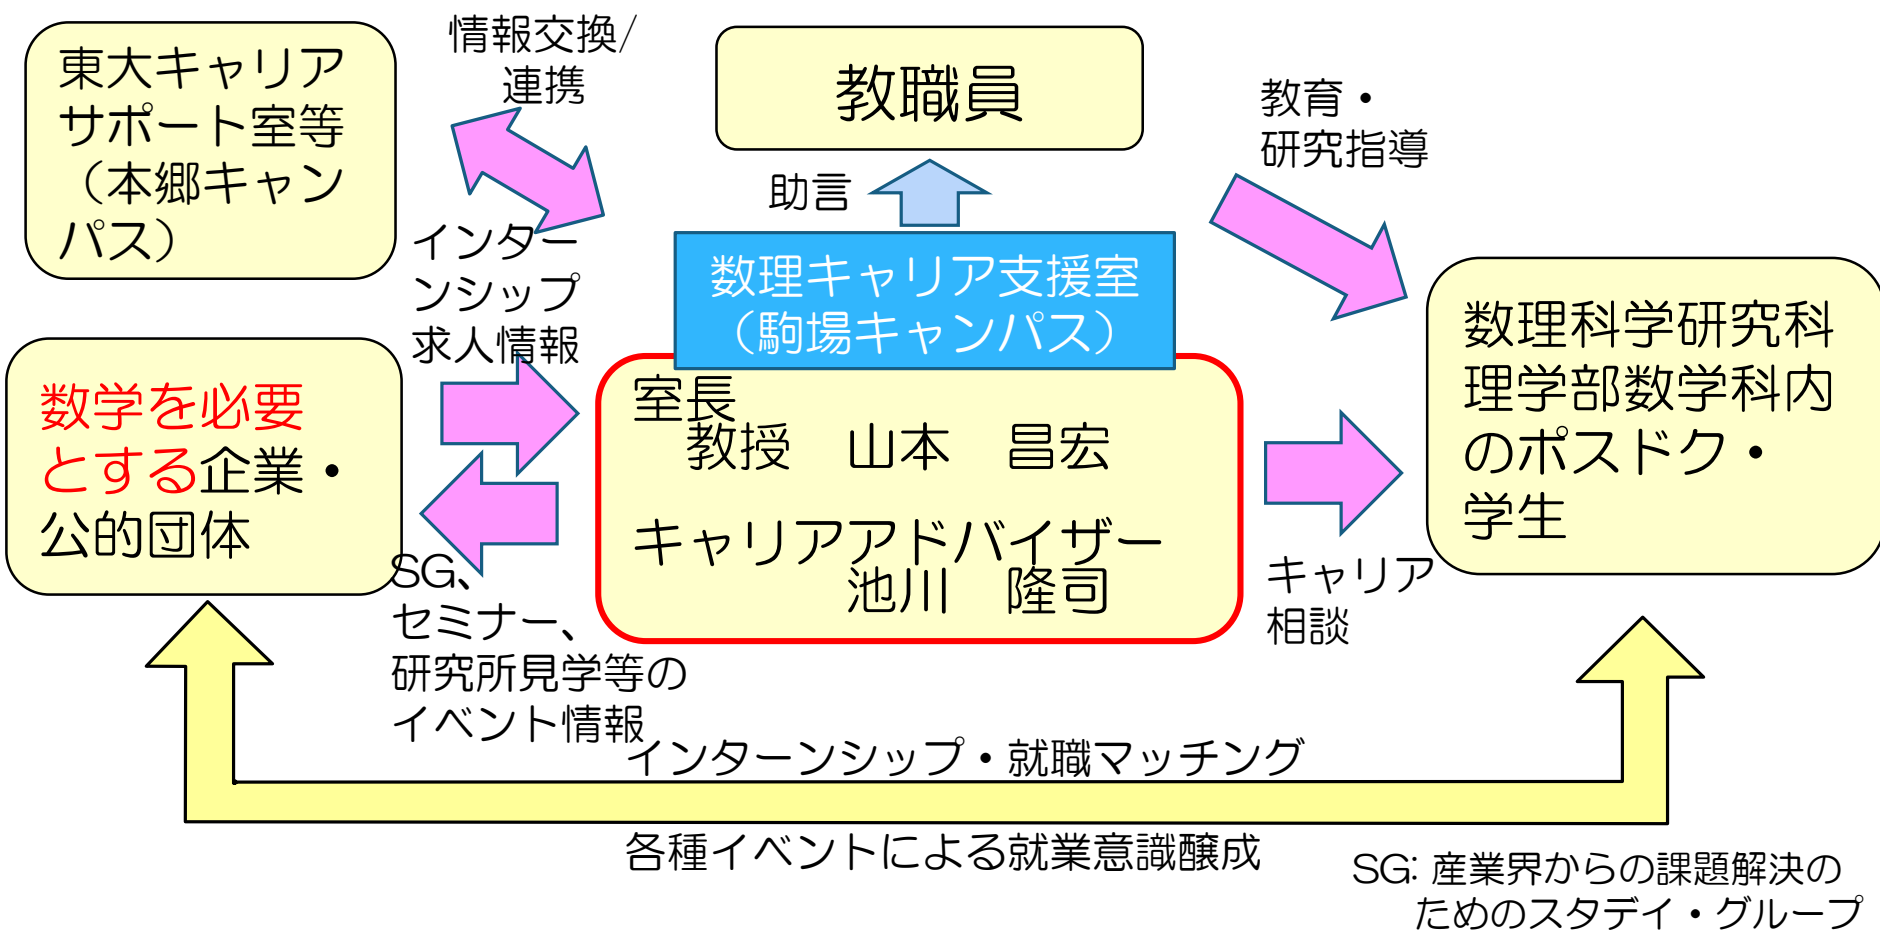 東大キャリア
サポート室等
（本郷キャン
パス）
情報交換/
連携
教職員
教育・
研究指導
助言
インター
ンシップ
求人情報
数理キャリア支援室
（駒場キャンパス）
数学を必要
とする企業・
公的団体
室長
教授　山本　昌宏
キャリアアドバイザー
池川　隆司
数理科学研究科
理学部数学科内
のポスドク・
学生
SG、
セミナー、
研究所見学等の
イベント情報
キャリア
相談
インターンシップ・就職マッチング
各種イベントによる就業意識醸成
SG: 産業界からの課題解決の
ためのスタデイ・グループ